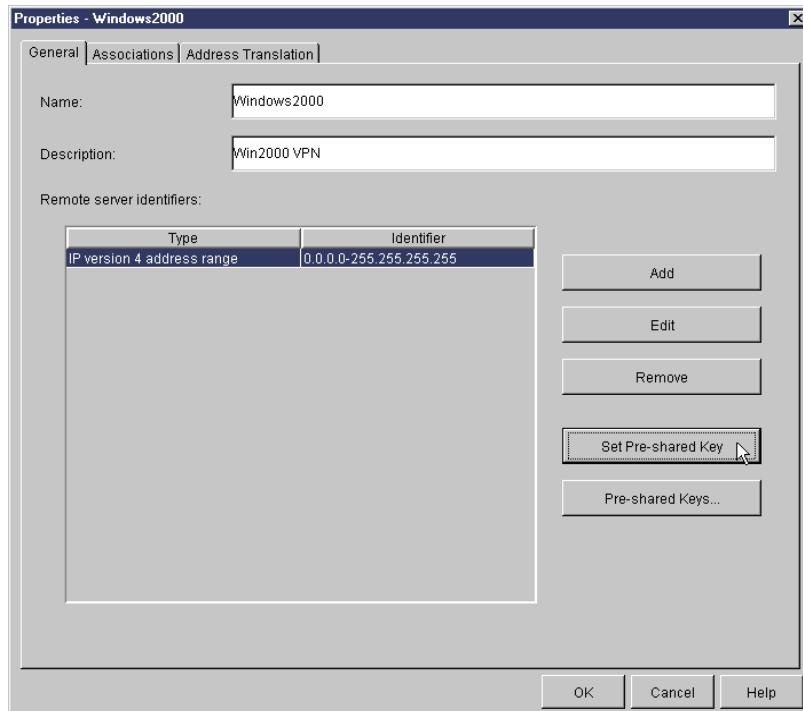 Properties - Windows2000
General Associations Address Translation
Name: Windows2000
Description: Win2000 VPN
Remote server identifiers:
Type Identifier
IP version 4 address range 0.0.0.0-255.255.255.255
Add
Edit
Remove
Set Pre-shared Key
Pre-shared Keys...
OK Cancel Help